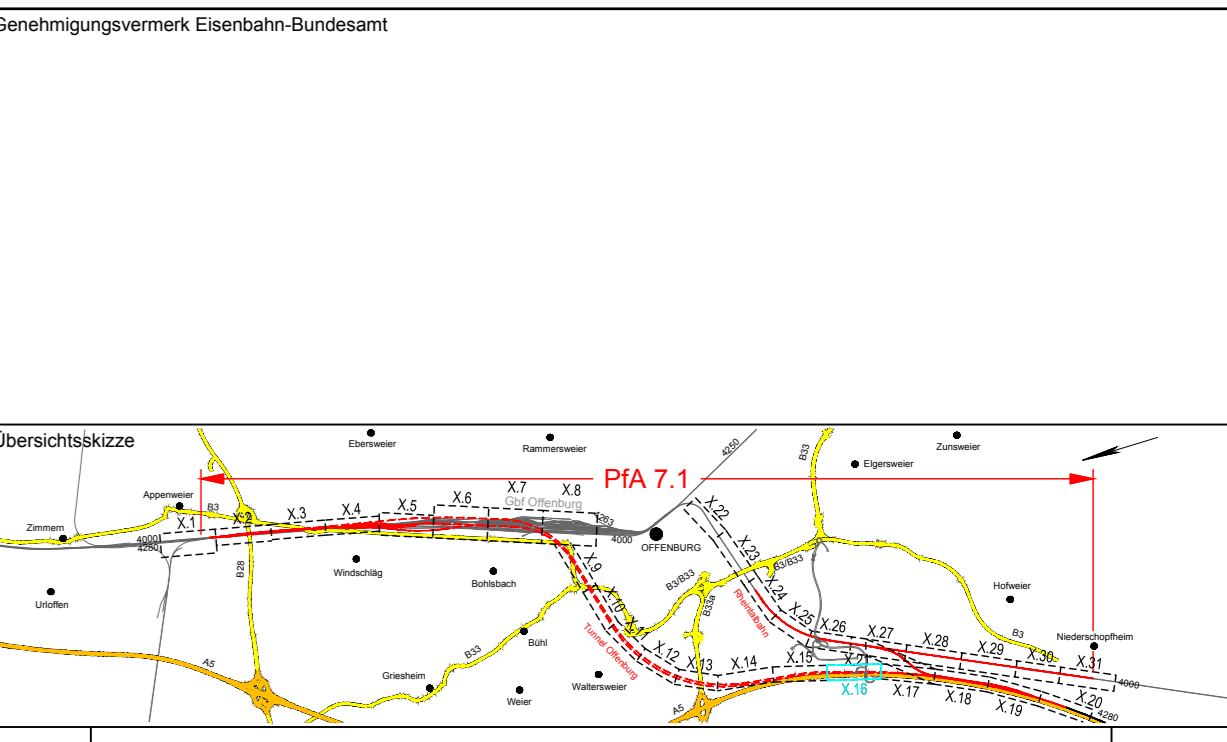 Genehmigungsvermerk Eisenbahn-Bundesamt
Übersichtsskizze
Ebersweier
Rammersweier
4250
B33
Zunsweier
Elgersweier
PfA 7.1
Appenweier
B3
X.1
X.2
X.3
X.4
X.5
X.6
X.7
X.8
Gbf Offenburg
X.22
Zimmern
4000
4280
4263
4000
OFFENBURG
B28
Windschläg
Bohlsbach
X.9
X.10
X.11
X.12
X.13
X.14
X.15
B3/B33
B33a
B3/B33
X.23
X.24
X.25
X.26
X.27
X.28
X.29
X.30
X.31
Rheintalbahn
Hofweier
B3
Niederschopfheim
Urloffen
Bühl
Tunnel Offenburg
B33
Griesheim
Weier
Waltersweier
A5
A5
X.21
X.16
X.17
X.18
X.19
X.20
4000
4280